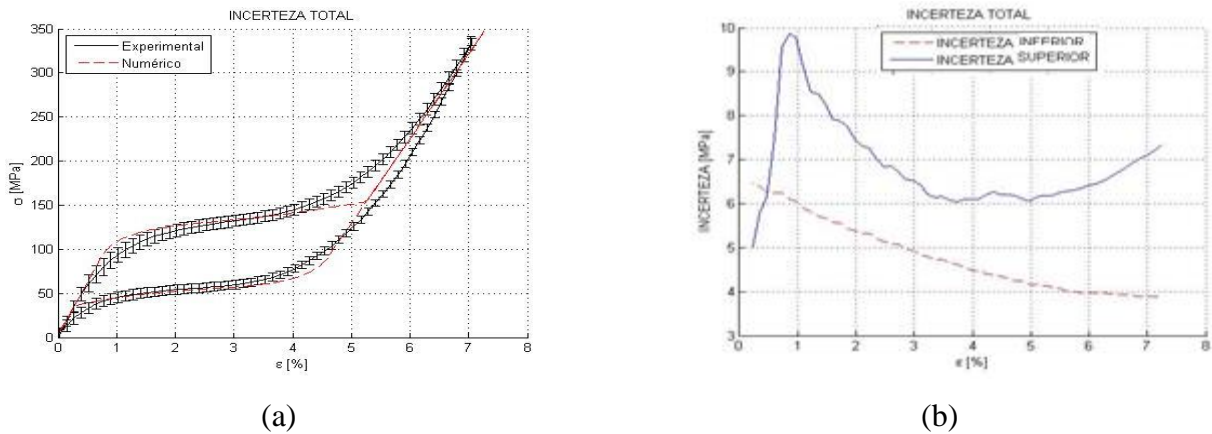 INCERTEZA TOTAL
Experimental
Numérico
350
300
250
200
150
100
50
0
σ [MPa]
0 1 2 3 4 5 6 7 8
ε [%]
(a)
INCERTEZA TOTAL
INCERTEZA INFERIOR
INCERTEZA SUPERIOR
10
9
8
7
6
5
4
3
INCERTEZA [MPa]
0 1 2 3 4 5 6 7 8
ε [%]
(b)